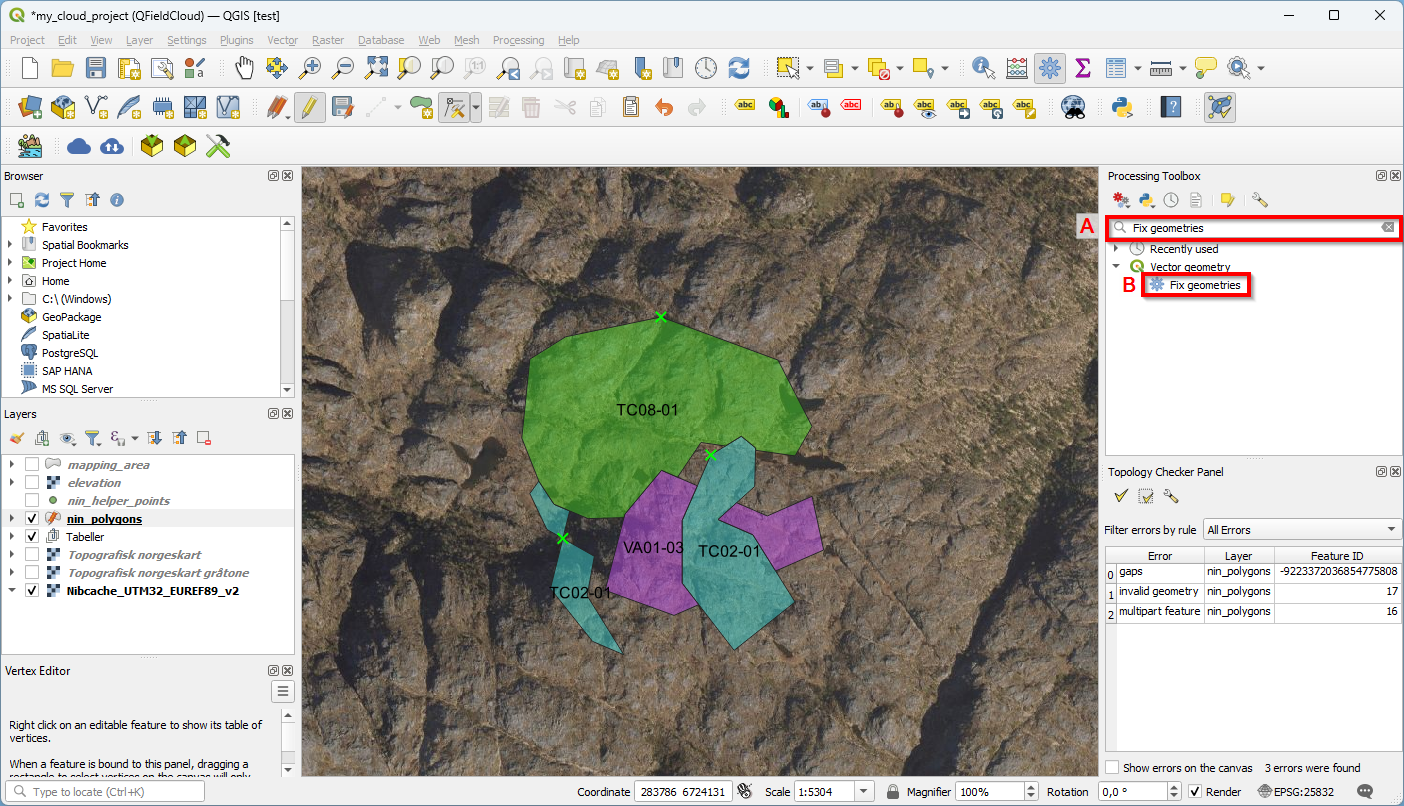 *my_cloud_project (QFieldCloud) — QGIS [test]
Project Edit View Layer Settings Plugins Vector Raster Database Web Mesh Processing Help
Browser
Favorites
Spatial Bookmarks
Project Home
Home
C:\ (Windows)
GeoPackage
SpatiaLite
PostgreSQL
SAP HANA
MS SQL Server
Layers
mapping_area
elevation
nin_helper_points
nin_polygons
Tabeller
Topografisk norgeskart
Topografisk norgeskart gråtone
Nibcache_UTM32_EUREF89_v2
Vertex Editor
Right click on an editable feature to show its table of
vertices.
When a feature is bound to this panel, dragging a
rectangle to select vertices on the canvas will only
TC08-01
VA01-03
TC02-01
TC02-01
Processing Toolbox
A
Fix geometries
Recently used
Vector geometry
B
Fix geometries
Topology Checker Panel
Filter errors by rule All Errors
Error Layer Feature ID
0 gaps nin_polygons -9223372036854775808
1 invalid geometry nin_polygons 17
2 multipart feature nin_polygons 16
Show errors on the canvas 3 errors were found
Type to locate (Ctrl+K)
Coordinate 283786 6724131 Scale 1:5304 Magnifier 100% Rotation 0,0 ° Render EPSG:25832